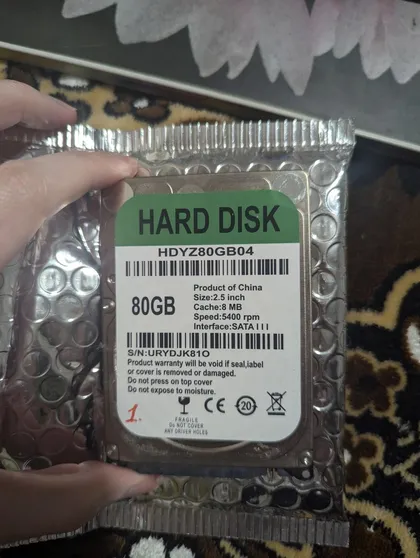 HARD DISK
HDYZ80GB04
80GB
Product of China
Size:2.5 inch
Cache:8 MB
Speed:5400 rpm
Interface:SATA I I I
S/N:URYDJK81O
Product warranty will be void if seal,label
or cover is removed or damaged.
Do not press on top cover
Do not expose to moisture.
1.
CE
20
FRAGILE
Do NOT COVER
ANY DRIVER HOLES